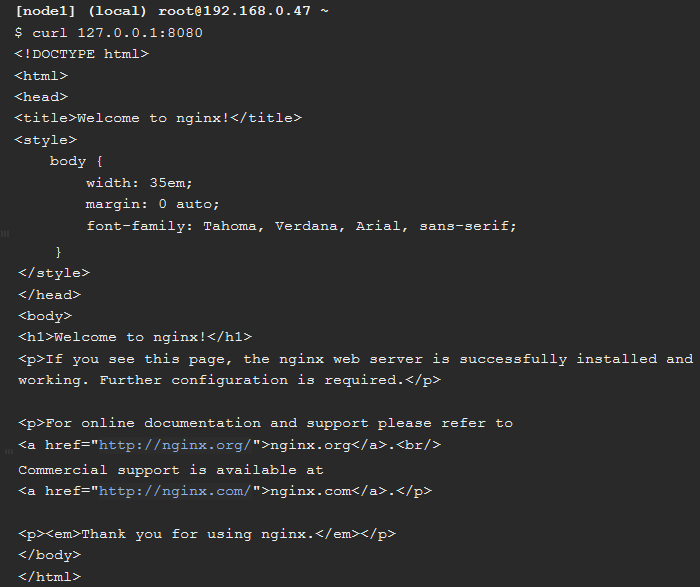 [node1] (local) root@192.168.0.47 ~
$ curl 127.0.0.1:8080
<!DOCTYPE html>
<html>
<head>
<title>Welcome to nginx!</title>
<style>
    body {
        width: 35em;
        margin: 0 auto;
        font-family: Tahoma, Verdana, Arial, sans-serif;
    }
</style>
</head>
<body>
<h1>Welcome to nginx!</h1>
<p>If you see this page, the nginx web server is successfully installed and
working. Further configuration is required.</p>

<p>For online documentation and support please refer to
<a href="http://nginx.org/">nginx.org</a>.<br/>
Commercial support is available at
<a href="http://nginx.com/">nginx.com</a>.</p>

<p><em>Thank you for using nginx.</em></p>
</body>
</html>